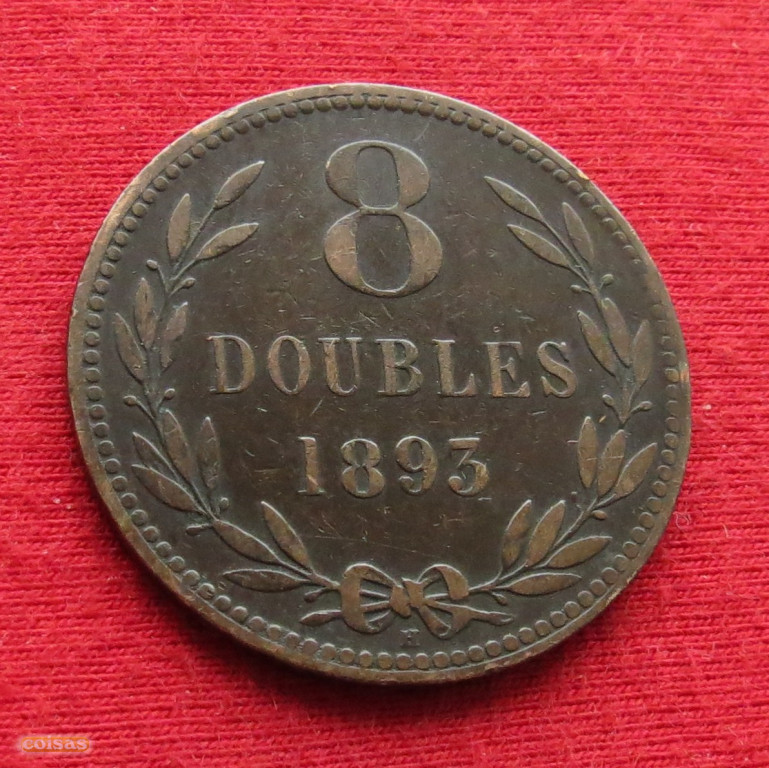 8
DOUBLES
1893
H
coisas